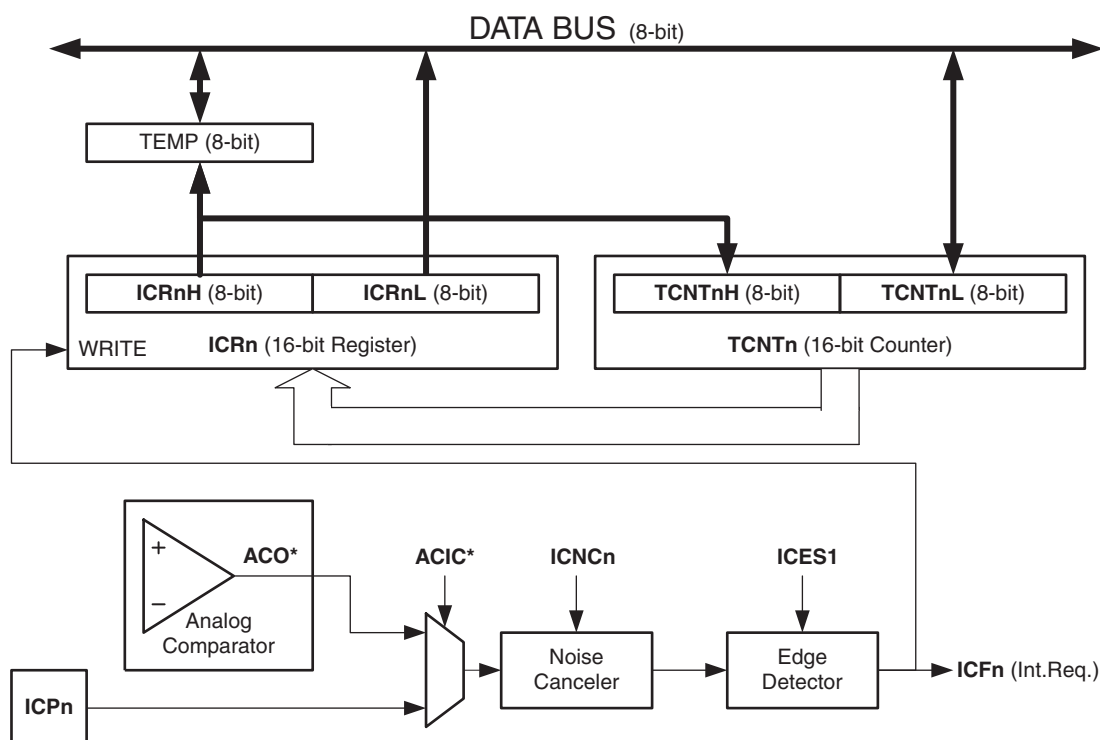 DATA BUS (8-bit)
TEMP (8-bit)
ICRnH (8-bit)
ICRnL (8-bit)
TCNTnH (8-bit)
TCNTnL (8-bit)
WRITE
ICRn (16-bit Register)
TCNTn (16-bit Counter)
+
−
ACO*
Analog
Comparator
ACIC*
ICNCn
ICES1
Noise
Canceler
Edge
Detector
ICFn (Int.Req.)
ICPn